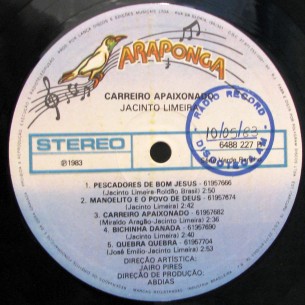 ARAPONGA
CARREIRO APAIXONADO
JACINTO LIMEIRA
RADIO RECORD
10/05/83
DISCOTECA
STEREO
6488 227
℗1983
1. PESCADORES DE BOM JESUS - 61957666
(Jacinto Limeira-Roldão Brasil) 2:50
2. MANOELITO E O POVO DE DEUS - 61957674
(Jacinto Limeira) 2:42
3. CARREIRO APAIXONADO - 61957682
(Miraldo Aragão-Jacinto Limeira) 2:36
4. BICHINHA DANADA - 61957690
(Jacinto Limeira) 2:40
5. QUEBRA QUEBRA - 61957704
(José Emilio-Jacinto Limeira) 2:53
DIREÇÃO ARTÍSTICA:
JAIRO PIRES
DIREÇÃO DE PRODUÇÃO:
ABDIAS